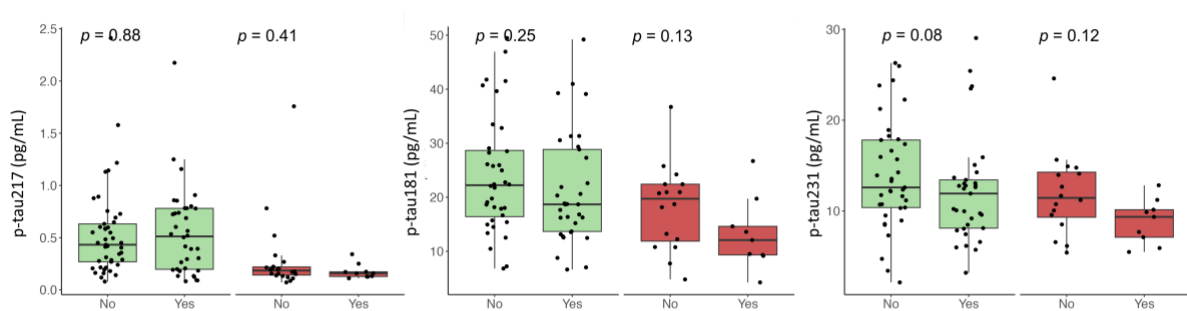 p-tau217 (pg/mL)
2.5
2.0
1.5
1.0
0.5
0.0
p = 0.88
p = 0.41
No
Yes
No
Yes
p-tau181 (pg/mL)
50
40
30
20
10
p = 0.25
p = 0.13
No
Yes
No
Yes
p-tau231 (pg/mL)
30
20
10
p = 0.08
p = 0.12
No
Yes
No
Yes